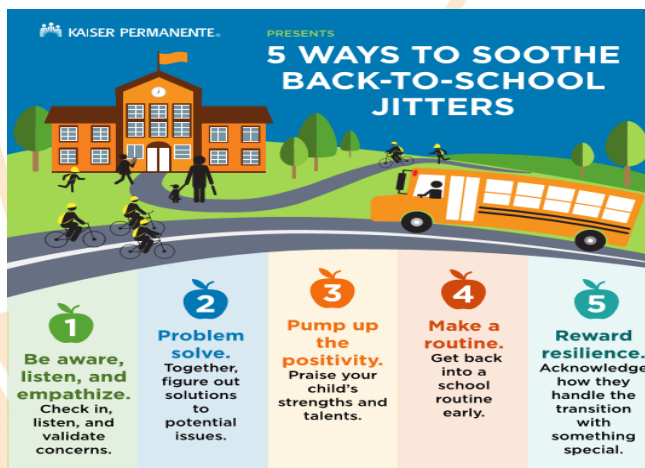 KAISER PERMANENTE®
PRESENTS
5 WAYS TO SOOTHE
BACK-TO-SCHOOL
JITTERS
1
Be aware,
listen, and
empathize.
Check in,
listen, and
validate
concerns.
2
Problem
solve.
Together,
figure out
solutions
to
potential
issues.
3
Pump up
the
positivity.
Praise your
child's
strengths and
talents.
4
Make a
routine.
Get back
into a
school
routine
early.
5
Reward
resilience.
Acknowledge
how they
handle the
transition
with
something
special.